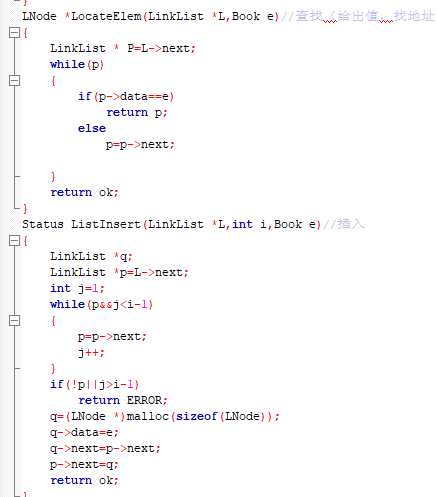 }
LNode *LocateElem(LinkList *L,Book e)//查找（给出值，找地址
{
LinkList * P=L->next;
while(p)
{
if(p->data==e)
return p;
else
p=p->next;
}
return ok;
}
Status ListInsert(LinkList *L,int i,Book e)//插入
{
LinkList *q;
LinkList *p=L->next;
int j=1;
while(p&&j<i-1)
{
p=p->next;
j++;
}
if(!p||j>i-1)
return ERROR;
q=(LNode *)malloc(sizeof(LNode));
q->data=e;
q->next=p->next;
p->next=q;
return ok;
}